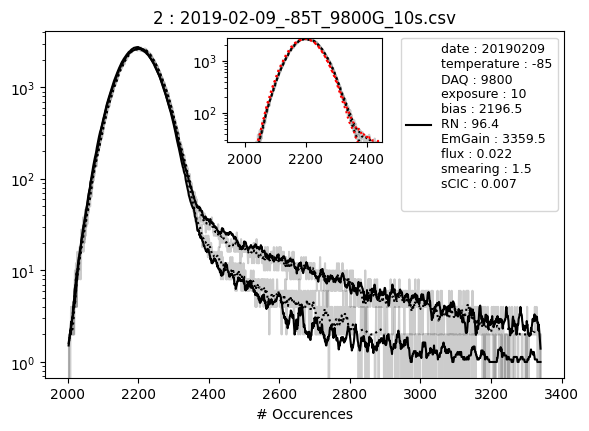 2 : 2019-02-09_-85T_9800G_10s.csv
date : 20190209
temperature : -85
DAQ : 9800
exposure : 10
bias : 2196.5
RN : 96.4
EmGain : 3359.5
flux : 0.022
smearing : 1.5
sCIC : 0.007
10³
10²
10¹
10⁰
10³
10²
2000 2200 2400
2000 2200 2400 2600 2800 3000 3200 3400
# Occurences